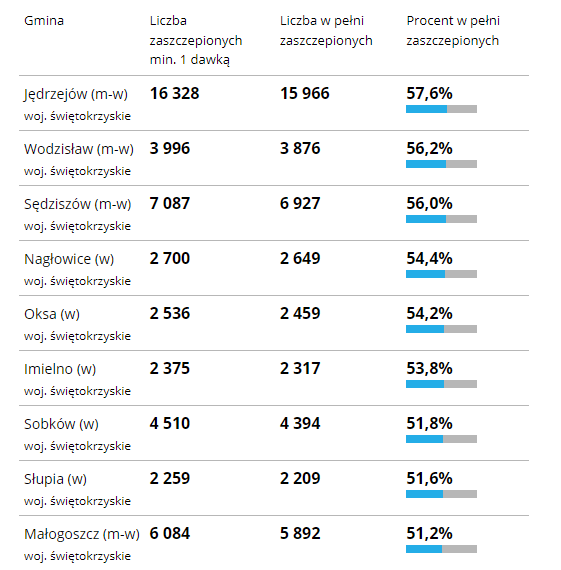 Gmina Liczba zaszczepionych min. 1 dawką Liczba w pełni zaszczepionych Procent w pełni zaszczepionych
Jędrzejów (m-w) 16 328 15 966 57,6%
woj. świętokrzyskie
Wodzisław (m-w) 3 996 3 876 56,2%
woj. świętokrzyskie
Sędziszów (m-w) 7 087 6 927 56,0%
woj. świętokrzyskie
Nagłowice (w) 2 700 2 649 54,4%
woj. świętokrzyskie
Oksa (w) 2 536 2 459 54,2%
woj. świętokrzyskie
Imielno (w) 2 375 2 317 53,8%
woj. świętokrzyskie
Sobków (w) 4 510 4 394 51,8%
woj. świętokrzyskie
Słupia (w) 2 259 2 209 51,6%
woj. świętokrzyskie
Małogoszcz (m-w) 6 084 5 892 51,2%
woj. świętokrzyskie